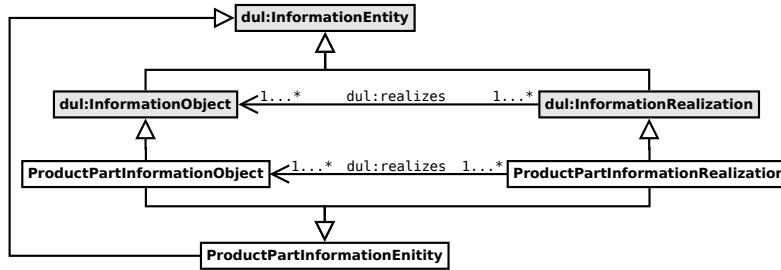 dul:InformationEntity
dul:InformationObject
1...* dul:realizes 1...*
dul:InformationRealization
ProductPartInformationObject
1...* dul:realizes 1...*
ProductPartInformationRealization
ProductPartInformationEnitity